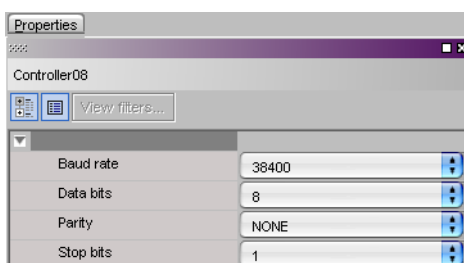 Properties
Controller08
View filters...
Baud rate 38400
Data bits 8
Parity NONE
Stop bits 1